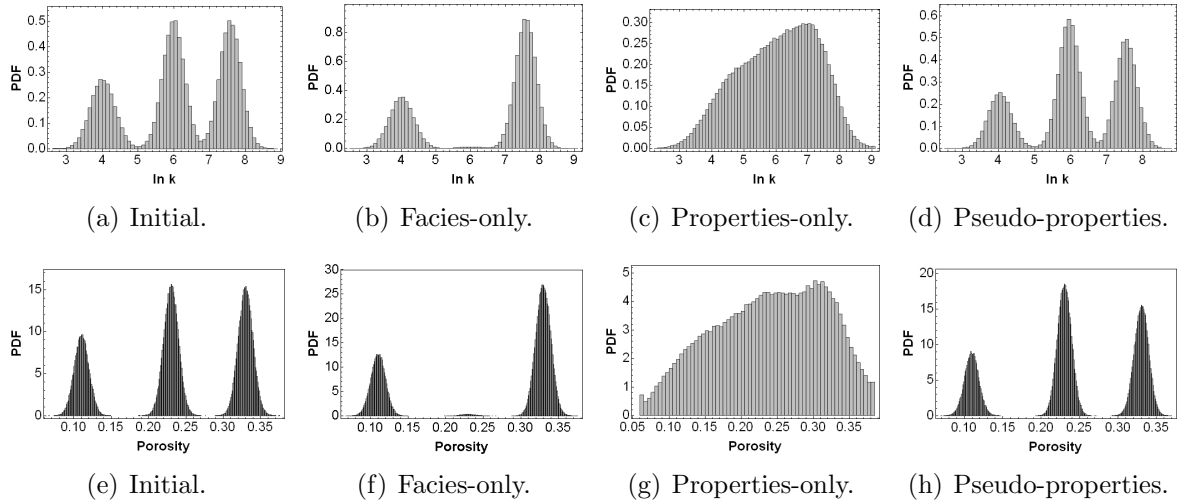 0.5
0.4
0.3
0.2
0.1
0.0
PDF
3 4 5 6 7 8 9
ln k
(a) Initial.
0.8
0.6
0.4
0.2
0.0
PDF
3 4 5 6 7 8
ln k
(b) Facies-only.
0.30
0.25
0.20
0.15
0.10
0.05
0.00
PDF
3 4 5 6 7 8 9
ln k
(c) Properties-only.
0.6
0.5
0.4
0.3
0.2
0.1
0.0
PDF
3 4 5 6 7 8
ln k
(d) Pseudo-properties.
15
10
5
0
PDF
0.10 0.15 0.20 0.25 0.30 0.35
Porosity
(e) Initial.
30
25
20
15
10
5
0
PDF
0.10 0.15 0.20 0.25 0.30 0.35
Porosity
(f) Facies-only.
5
4
3
2
1
0
PDF
0.05 0.10 0.15 0.20 0.25 0.30 0.35
Porosity
(g) Properties-only.
20
15
10
5
0
PDF
0.10 0.15 0.20 0.25 0.30 0.35
Porosity
(h) Pseudo-properties.